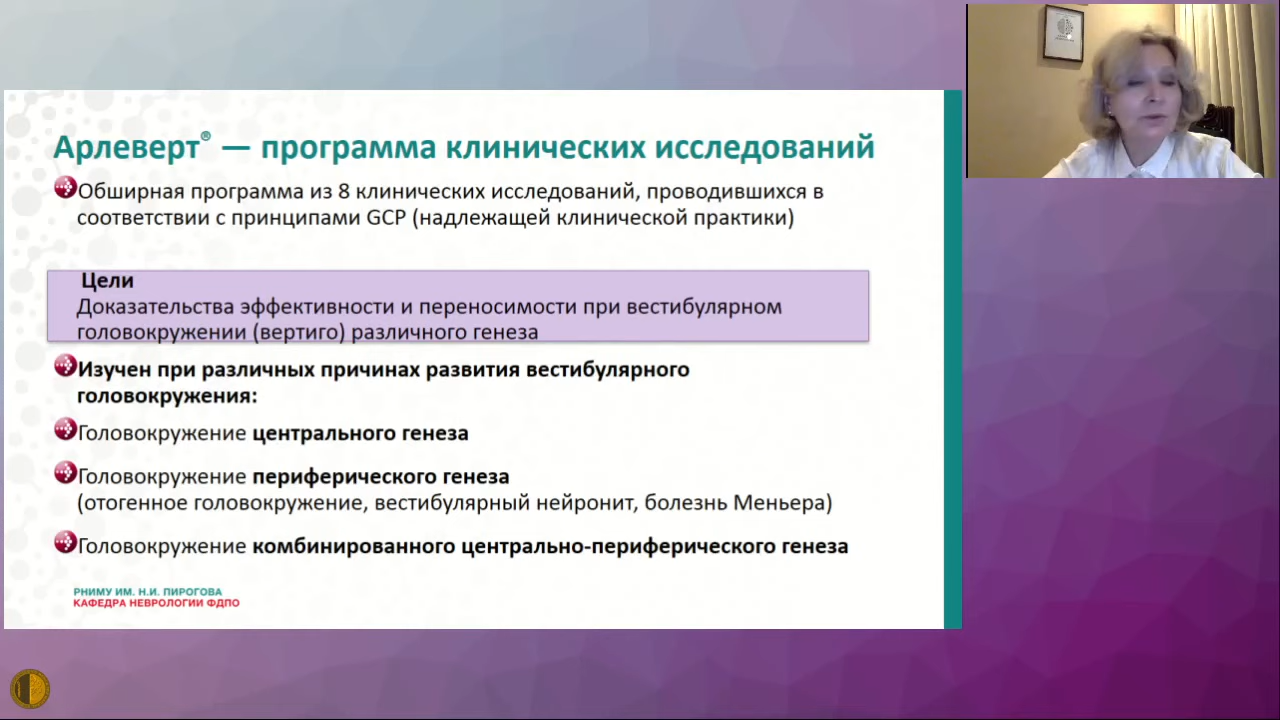 Арлеверт® — программа клинических исследований
Обширная программа из 8 клинических исследований, проводившихся в
соответствии с принципами GCP (надлежащей клинической практики)
Цели
Доказательства эффективности и переносимости при вестибулярном
головокружении (вертиго) различного генеза
Изучен при различных причинах развития вестибулярного
головокружения:
Головокружение центрального генеза
Головокружение периферического генеза
(отогенное головокружение, вестибулярный нейронит, болезнь Меньера)
Головокружение комбинированного центрально-периферического генеза
РНИМУ ИМ. Н.И. ПИРОГОВА
КАФЕДРА НЕВРОЛОГИИ ФДПО